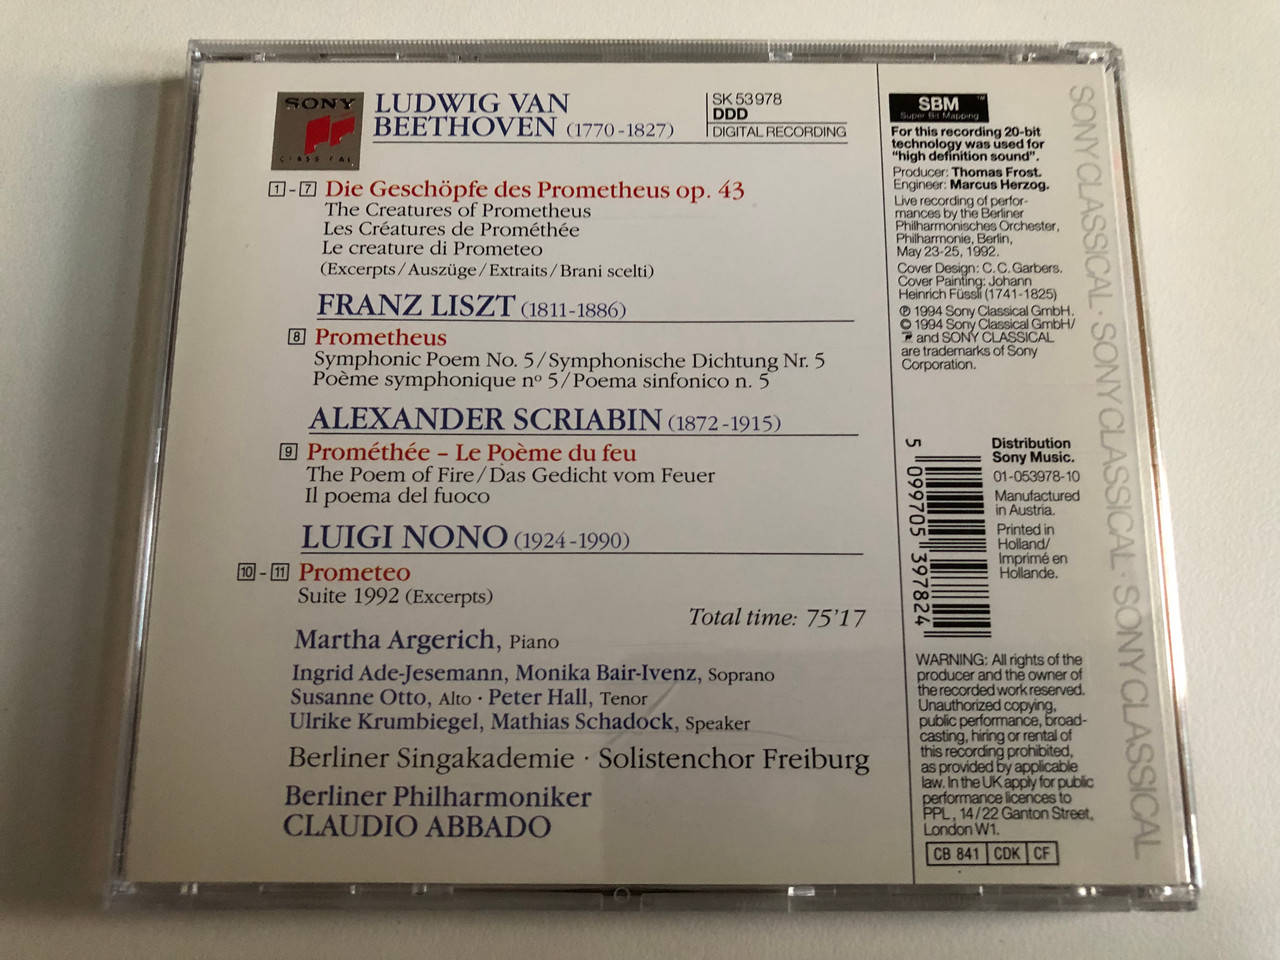 SONY
CLASSICAL
LUDWIG VAN
BEETHOVEN (1770-1827)
SK 53978
DDD
DIGITAL RECORDING
1 - 7 Die Geschöpfe des Prometheus op. 43
The Creatures of Prometheus
Les Créatures de Prométhée
Le creature di Prometeo
(Excerpts/Auszüge/Extraits/Brani scelti)
FRANZ LISZT (1811-1886)
8 Prometheus
Symphonic Poem No. 5/Symphonische Dichtung Nr. 5
Poème symphonique nº 5/Poema sinfonico n. 5
ALEXANDER SCRIABIN (1872-1915)
9 Prométhée – Le Poème du feu
The Poem of Fire/Das Gedicht vom Feuer
Il poema del fuoco
LUIGI NONO (1924-1990)
10 - 11 Prometeo
Suite 1992 (Excerpts)
Total time: 75'17
Martha Argerich, Piano
Ingrid Ade-Jesemann, Monika Bair-Ivenz, Soprano
Susanne Otto, Alto · Peter Hall, Tenor
Ulrike Krumbiegel, Mathias Schadock, Speaker
Berliner Singakademie · Solistenchor Freiburg
Berliner Philharmoniker
CLAUDIO ABBADO
SBM™
Super Bit Mapping
For this recording 20-bit
technology was used for
"high definition sound".
Producer: Thomas Frost.
Engineer: Marcus Herzog.
Live recording of perfor-
mances by the Berliner
Philharmonisches Orchester,
Philharmonie, Berlin,
May 23-25, 1992.
Cover Design: C.C. Garbers.
Cover Painting: Johann
Heinrich Füssli (1741-1825)
℗ 1994 Sony Classical GmbH.
© 1994 Sony Classical GmbH/
and SONY CLASSICAL
are trademarks of Sony
Corporation.
5 099705 397824
Distribution
Sony Music.
01-053978-10
Manufactured
in Austria.
Printed in
Holland/
Imprimé en
Hollande.
WARNING: All rights of the
producer and the owner of
the recorded work reserved.
Unauthorized copying,
public performance, broad-
casting, hiring or rental of
this recording prohibited,
as provided by applicable
law. In the UK apply for public
performance licences to
PPL, 14/22 Ganton Street,
London W1.
CB 841 CDK CF
SONY CLASSICAL · SONY CLASSICAL · SONY CLASSICAL